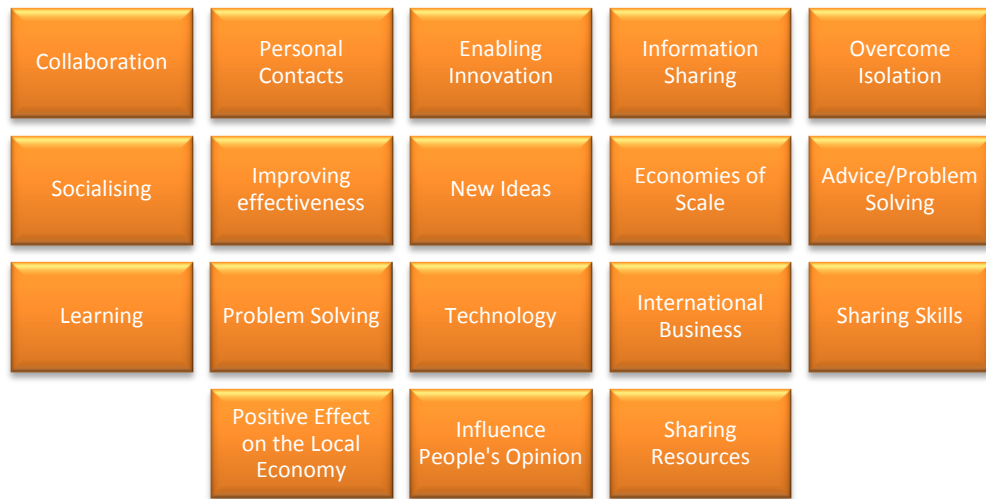 Collaboration
Personal
Contacts
Enabling
Innovation
Information
Sharing
Overcome
Isolation
Socialising
Improving
effectiveness
New Ideas
Economies of
Scale
Advice/Problem
Solving
Learning
Problem Solving
Technology
International
Business
Sharing Skills
Positive Effect
on the Local
Economy
Influence
People's Opinion
Sharing
Resources